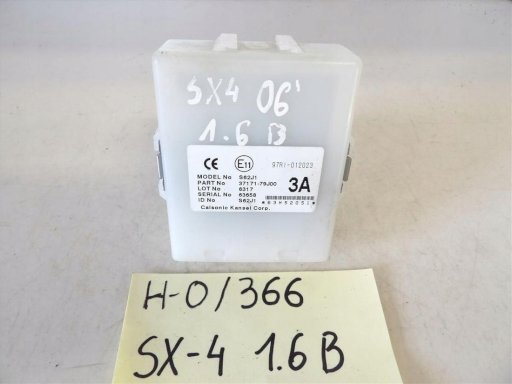 SX4 06'
1.6 B
CE E11 97RI-012023
MODEL No S62J1
PART No 37171-79J00
LOT No 6317
SERIAL No 63658
ID No S62J1
3A
Calsonic Kansei Corp.
H-0/366
SX-4 1.6 B